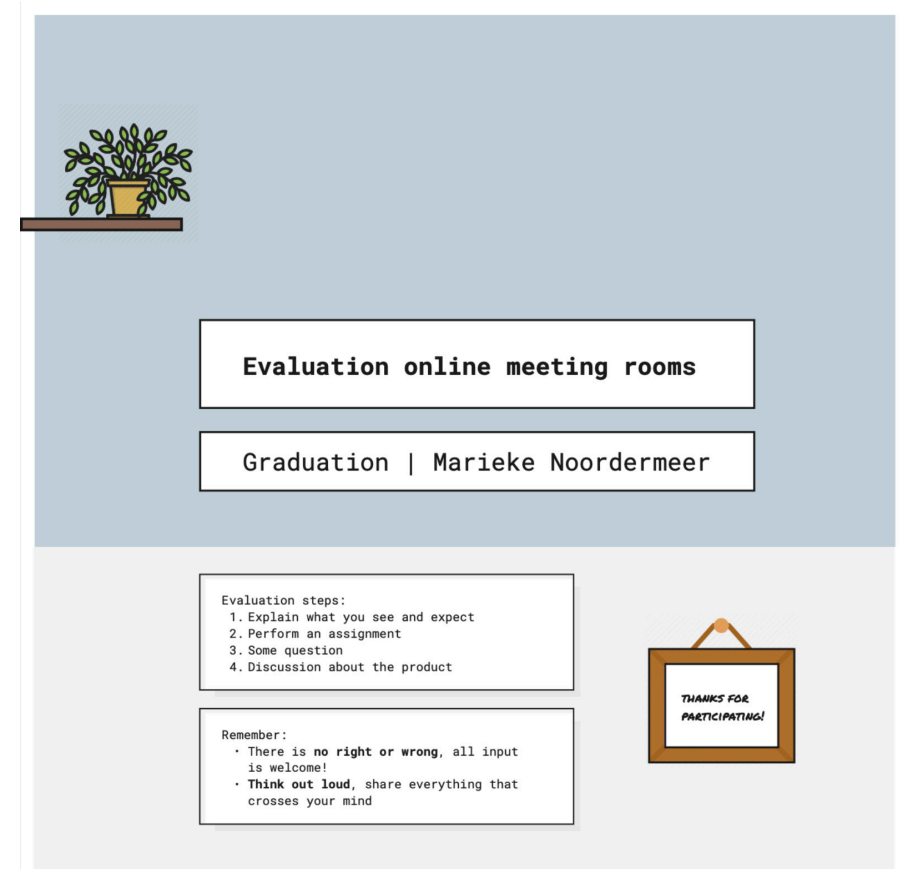 Evaluation online meeting rooms
Graduation | Marieke Noordermeer
Evaluation steps:
1. Explain what you see and expect
2. Perform an assignment
3. Some question
4. Discussion about the product
THANKS FOR
PARTICIPATING!
Remember:
· There is no right or wrong, all input
is welcome!
· Think out loud, share everything that
crosses your mind